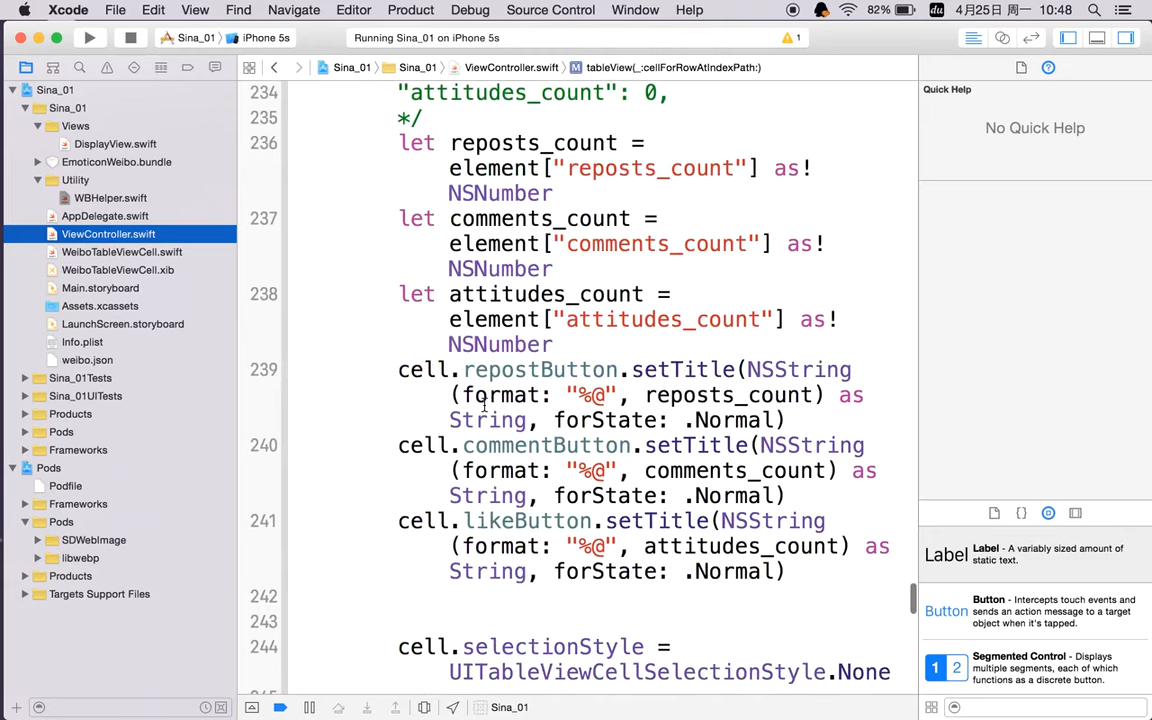 Xcode File Edit View Find Navigate Editor Product Debug Source Control Window Help 82% du 4月25日 周一 10:48
Sina_01 iPhone 5s Running Sina_01 on iPhone 5s 1
Sina_01 Sina_01 ViewController.swift M tableView(_:cellForRowAtIndexPath:)
Sina_01
Sina_01
Views
DisplayView.swift
EmoticonWeibo.bundle
Utility
WBHelper.swift
AppDelegate.swift
ViewController.swift
WeiboTableViewCell.swift
WeiboTableViewCell.xib
Main.storyboard
Assets.xcassets
LaunchScreen.storyboard
Info.plist
weibo.json
Sina_01Tests
Sina_01UITests
Products
Pods
Frameworks
Pods
Podfile
Frameworks
Pods
SDWebImage
libwebp
Products
Targets Support Files
234 "attitudes_count": 0,
235 */
236 let reposts_count =
element["reposts_count"] as!
NSNumber
237 let comments_count =
element["comments_count"] as!
NSNumber
238 let attitudes_count =
element["attitudes_count"] as!
NSNumber
239 cell.repostButton.setTitle(NSString
(format: "%@", reposts_count) as
String, forState: .Normal)
240 cell.commentButton.setTitle(NSString
(format: "%@", comments_count) as
String, forState: .Normal)
241 cell.likeButton.setTitle(NSString
(format: "%@", attitudes_count) as
String, forState: .Normal)
242
243
244 cell.selectionStyle =
UITableViewCellSelectionStyle.None
Sina_01
Quick Help
No Quick Help
Label Label - A variably sized amount of
static text.
Button Button - Intercepts touch events and
sends an action message to a target
object when it's tapped.
1 2 Segmented Control - Displays
multiple segments, each of which
functions as a discrete button.